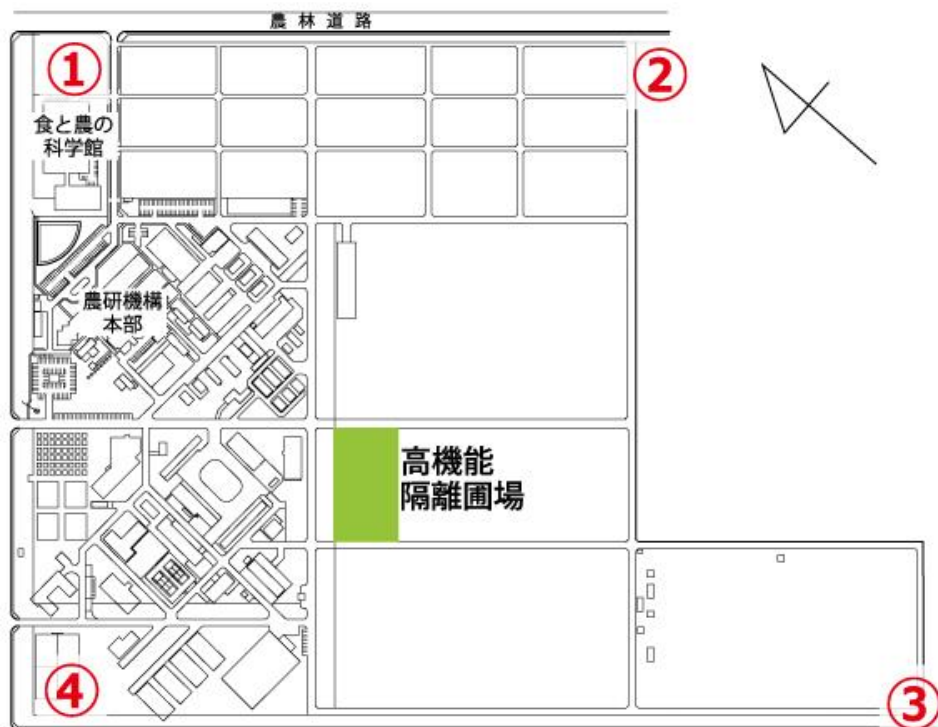 農林道路
①
②
食と農の
科学館
農研機構
本部
高機能
隔離圃場
④
③